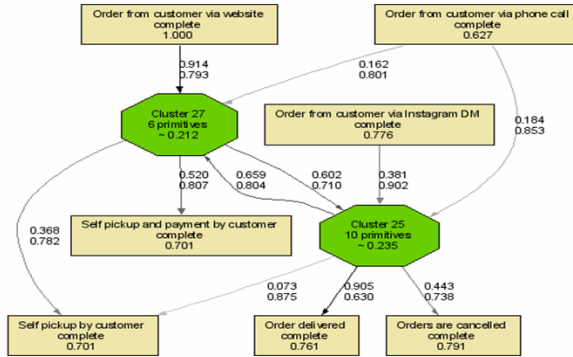 Order from customer via website
complete
1.000
Order from customer via phone call
complete
0.627
0.914
0.793
0.162
0.801
Cluster 27
6 primitives
~ 0.212
Order from customer via Instagram DM
complete
0.776
0.184
0.853
0.520
0.807
0.659
0.804
0.602
0.710
0.381
0.902
0.368
0.782
Self pickup and payment by customer
complete
0.701
Cluster 25
10 primitives
~ 0.235
0.073
0.875
0.905
0.630
0.443
0.738
Self pickup by customer
complete
0.701
Order delivered
complete
0.761
Orders are cancelled
complete
0.791